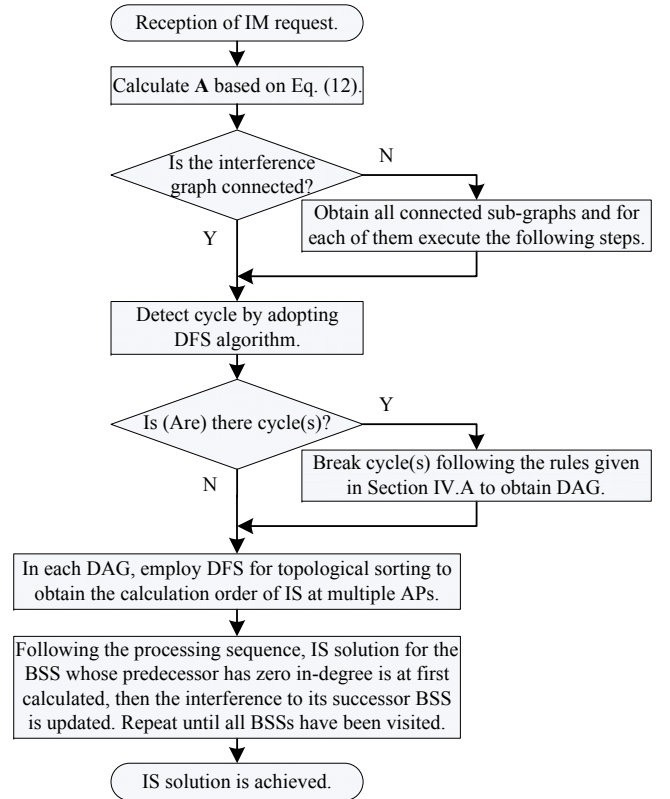 Reception of IM request.
Calculate A based on Eq. (12).
Is the interference
graph connected?
N
Obtain all connected sub-graphs and for
each of them execute the following steps.
Y
Detect cycle by adopting
DFS algorithm.
Is (Are) there cycle(s)?
Y
Break cycle(s) following the rules given
in Section IV.A to obtain DAG.
N
In each DAG, employ DFS for topological sorting to
obtain the calculation order of IS at multiple APs.
Following the processing sequence, IS solution for the
BSS whose predecessor has zero in-degree is at first
calculated, then the interference to its successor BSS
is updated. Repeat until all BSSs have been visited.
IS solution is achieved.